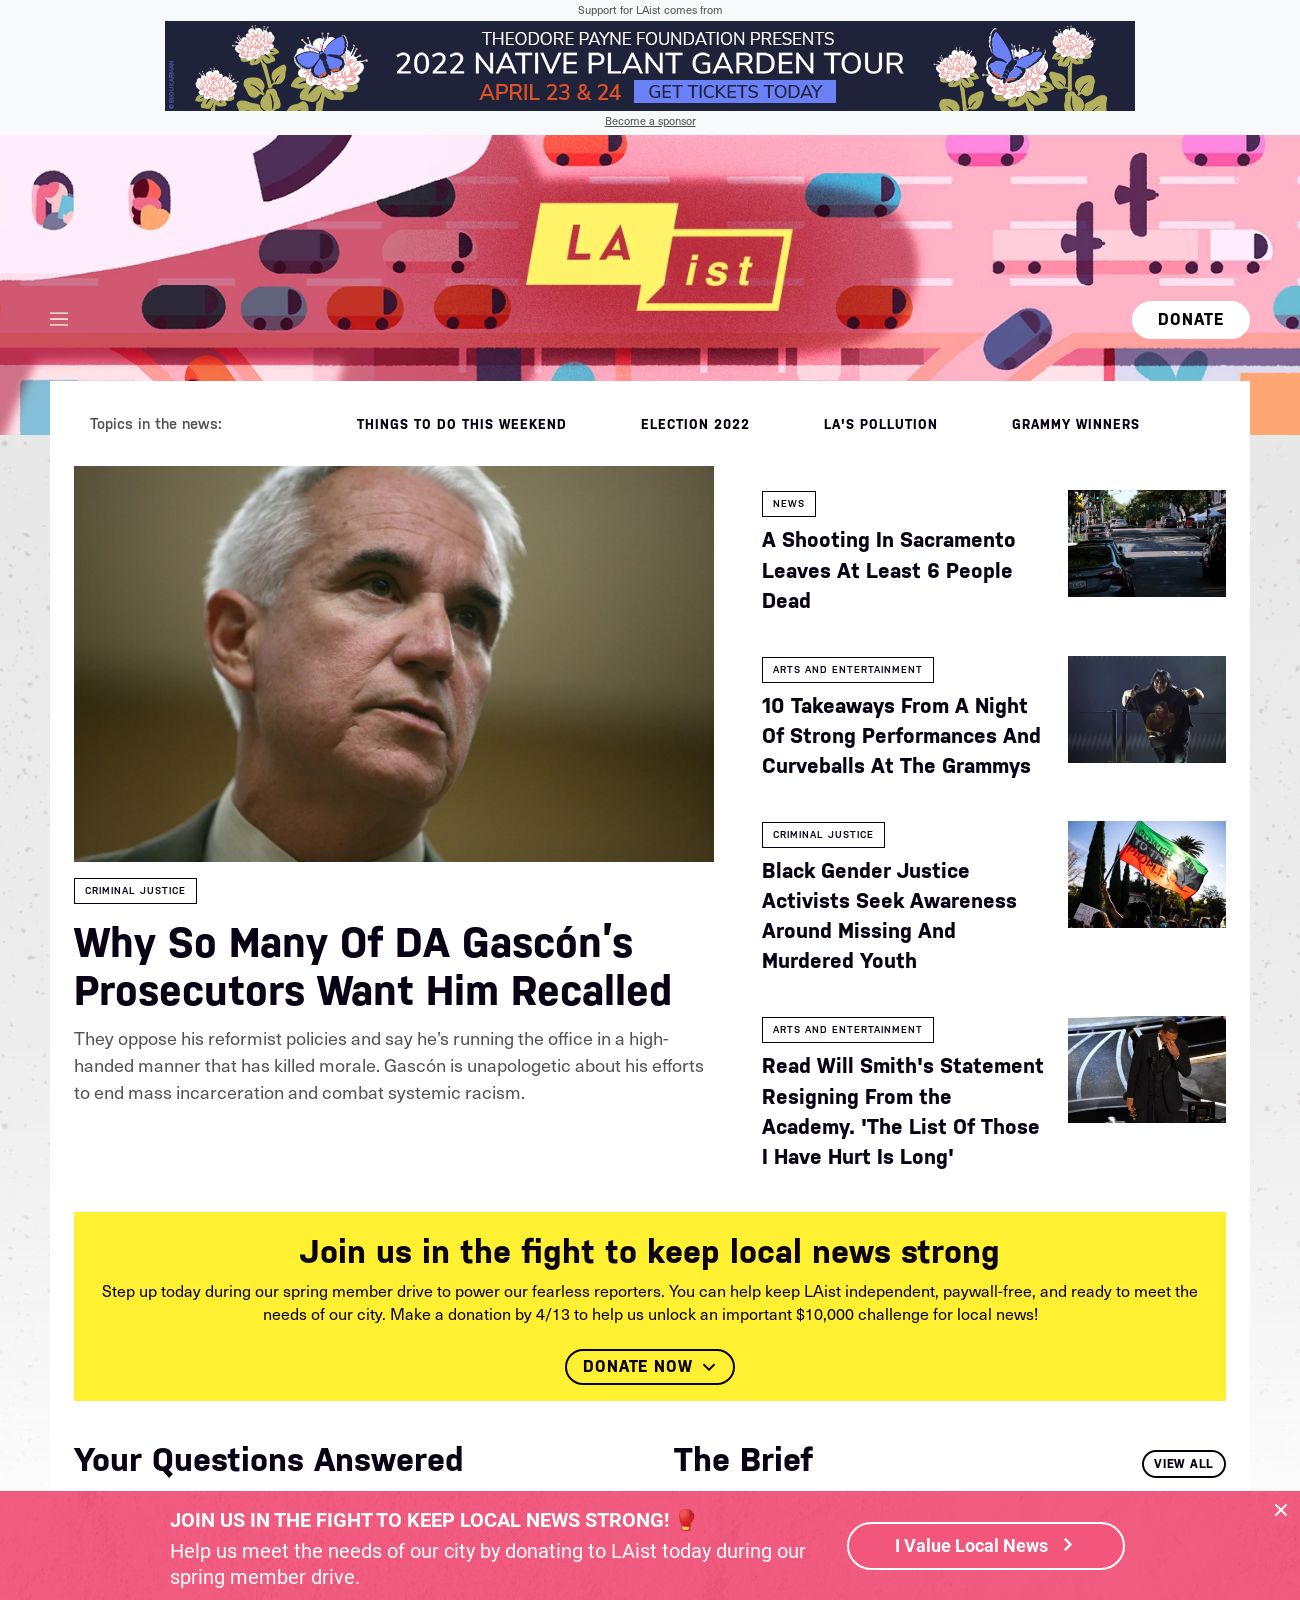 Support for LAist comes from
THEODORE PAYNE FOUNDATION PRESENTS
2022 NATIVE PLANT GARDEN TOUR
APRIL 23 & 24 GET TICKETS TODAY
Become a sponsor
LA
ist
DONATE
Topics in the news: THINGS TO DO THIS WEEKEND ELECTION 2022 LA'S POLLUTION GRAMMY WINNERS
CRIMINAL JUSTICE
Why So Many Of DA Gascón’s
Prosecutors Want Him Recalled
They oppose his reformist policies and say he’s running the office in a high-
handed manner that has killed morale. Gascón is unapologetic about his efforts
to end mass incarceration and combat systemic racism.
NEWS
A Shooting In Sacramento
Leaves At Least 6 People
Dead
ARTS AND ENTERTAINMENT
10 Takeaways From A Night
Of Strong Performances And
Curveballs At The Grammys
CRIMINAL JUSTICE
Black Gender Justice
Activists Seek Awareness
Around Missing And
Murdered Youth
ARTS AND ENTERTAINMENT
Read Will Smith's Statement
Resigning From the
Academy. 'The List Of Those
I Have Hurt Is Long'
Join us in the fight to keep local news strong
Step up today during our spring member drive to power our fearless reporters. You can help keep LAist independent, paywall-free, and ready to meet the
needs of our city. Make a donation by 4/13 to help us unlock an important $10,000 challenge for local news!
DONATE NOW
Your Questions Answered
The Brief
VIEW ALL
JOIN US IN THE FIGHT TO KEEP LOCAL NEWS STRONG! 🥊
Help us meet the needs of our city by donating to LAist today during our
spring member drive.
I Value Local News